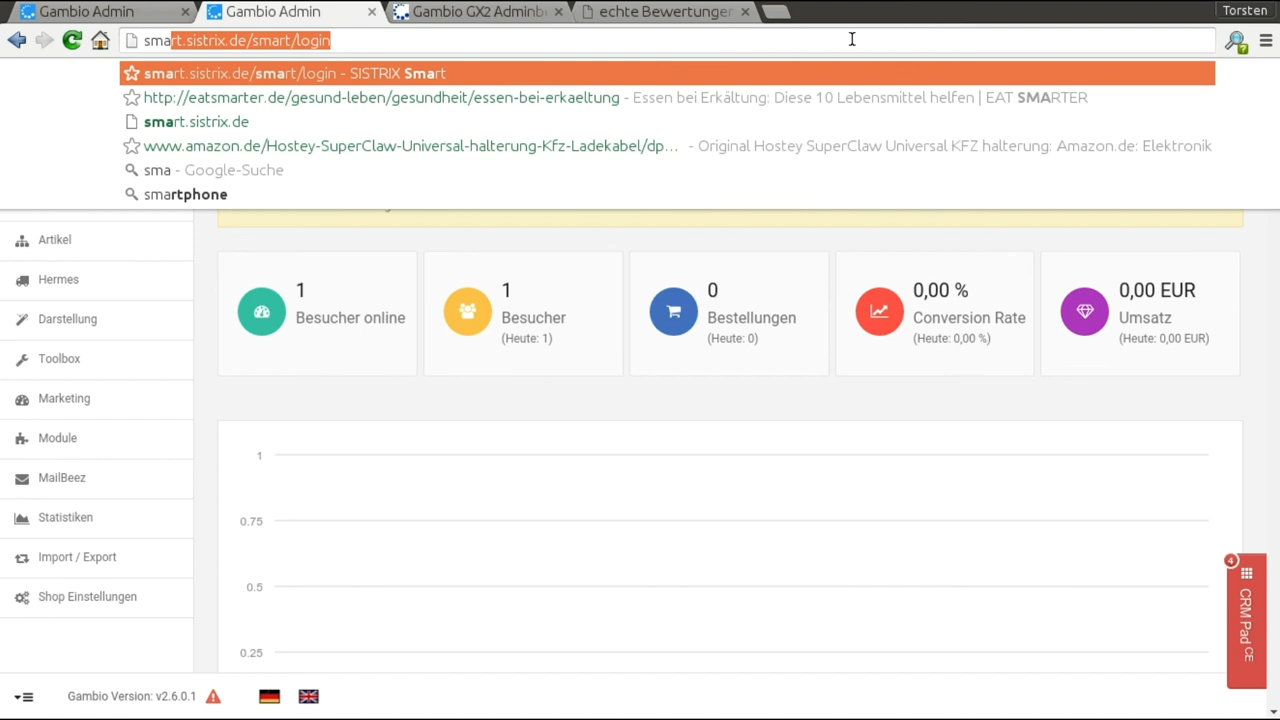 Gambio Admin
Gambio Admin
Gambio GX2 Adminb
echte Bewertunger
Torsten
smart.sistrix.de/smart/login
smart.sistrix.de/smart/login - SISTRIX Smart
http://eatsmarter.de/gesund-leben/gesundheit/essen-bei-erkaeltung - Essen bei Erkältung: Diese 10 Lebensmittel helfen | EAT SMARTER
smart.sistrix.de
www.amazon.de/Hostey-SuperClaw-Universal-halterung-Kfz-Ladekabel/dp... - Original Hostey SuperClaw Universal KFZ halterung: Amazon.de: Elektronik
sma - Google-Suche
smartphone
Artikel
Hermes
Darstellung
Toolbox
Marketing
Module
MailBeez
Statistiken
Import / Export
Shop Einstellungen
1
Besucher online
1
Besucher
(Heute: 1)
0
Bestellungen
(Heute: 0)
0,00 %
Conversion Rate
(Heute: 0,00 %)
0,00 EUR
Umsatz
(Heute: 0,00 EUR)
1
0.75
0.5
0.25
4
CRM Pad CE
Gambio Version: v2.6.0.1